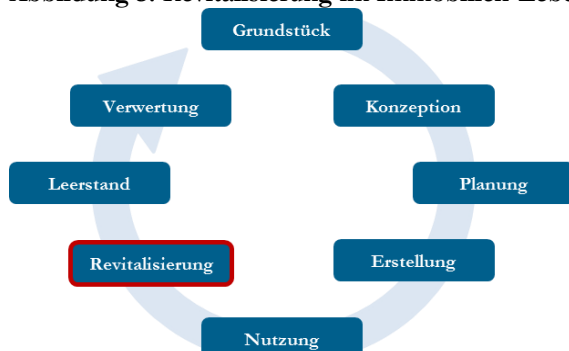 Grundstück
Verwertung
Konzeption
Leerstand
Planung
Revitalisierung
Erstellung
Nutzung